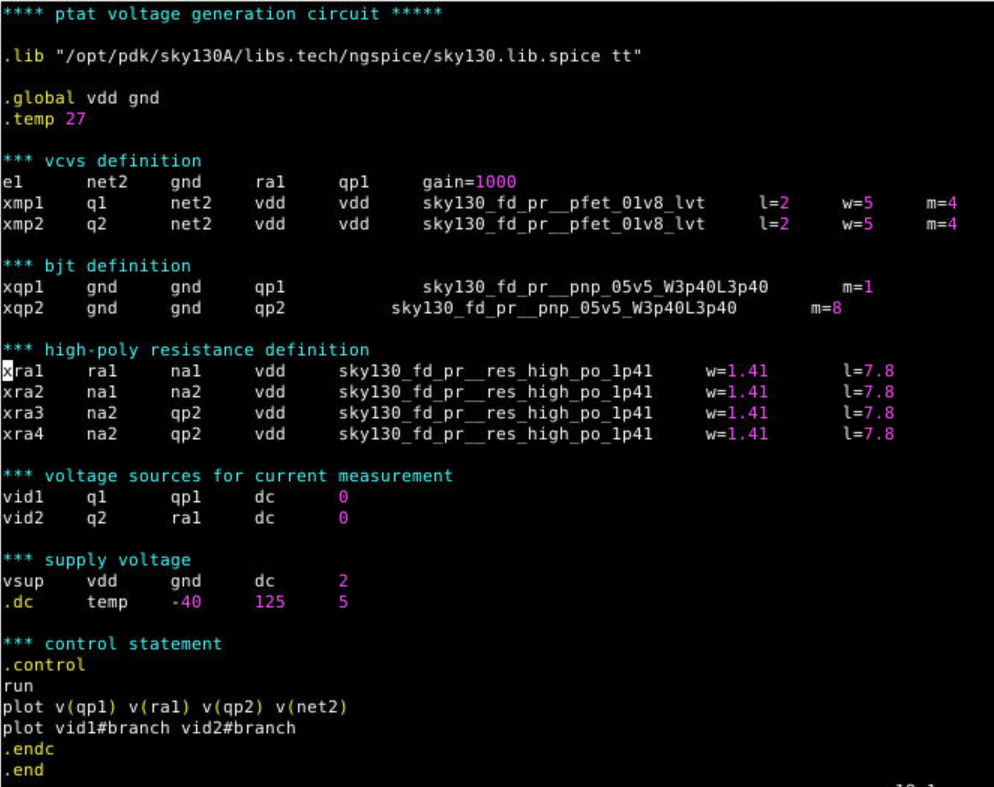 **** ptat voltage generation circuit *****
.lib "/opt/pdk/sky130A/libs.tech/ngspice/sky130.lib.spice tt"
.global vdd gnd
.temp 27
*** vcvs definition
e1 net2 gnd ra1 qp1 gain=1000
xmp1 q1 net2 vdd vdd sky130_fd_pr__pfet_01v8_lvt l=2 w=5 m=4
xmp2 q2 net2 vdd vdd sky130_fd_pr__pfet_01v8_lvt l=2 w=5 m=4
*** bjt definition
xqp1 gnd gnd qp1 sky130_fd_pr__pnp_05v5_W3p40L3p40 m=1
xqp2 gnd gnd qp2 sky130_fd_pr__pnp_05v5_W3p40L3p40 m=8
*** high-poly resistance definition
xra1 ra1 na1 vdd sky130_fd_pr__res_high_po_1p41 w=1.41 l=7.8
xra2 na1 na2 vdd sky130_fd_pr__res_high_po_1p41 w=1.41 l=7.8
xra3 na2 qp2 vdd sky130_fd_pr__res_high_po_1p41 w=1.41 l=7.8
xra4 na2 qp2 vdd sky130_fd_pr__res_high_po_1p41 w=1.41 l=7.8
*** voltage sources for current measurement
vid1 q1 qp1 dc 0
vid2 q2 ra1 dc 0
*** supply voltage
vsup vdd gnd dc 2
.dc temp -40 125 5
*** control statement
.control
run
plot v(qp1) v(ra1) v(qp2) v(net2)
plot vid1#branch vid2#branch
.endc
.end